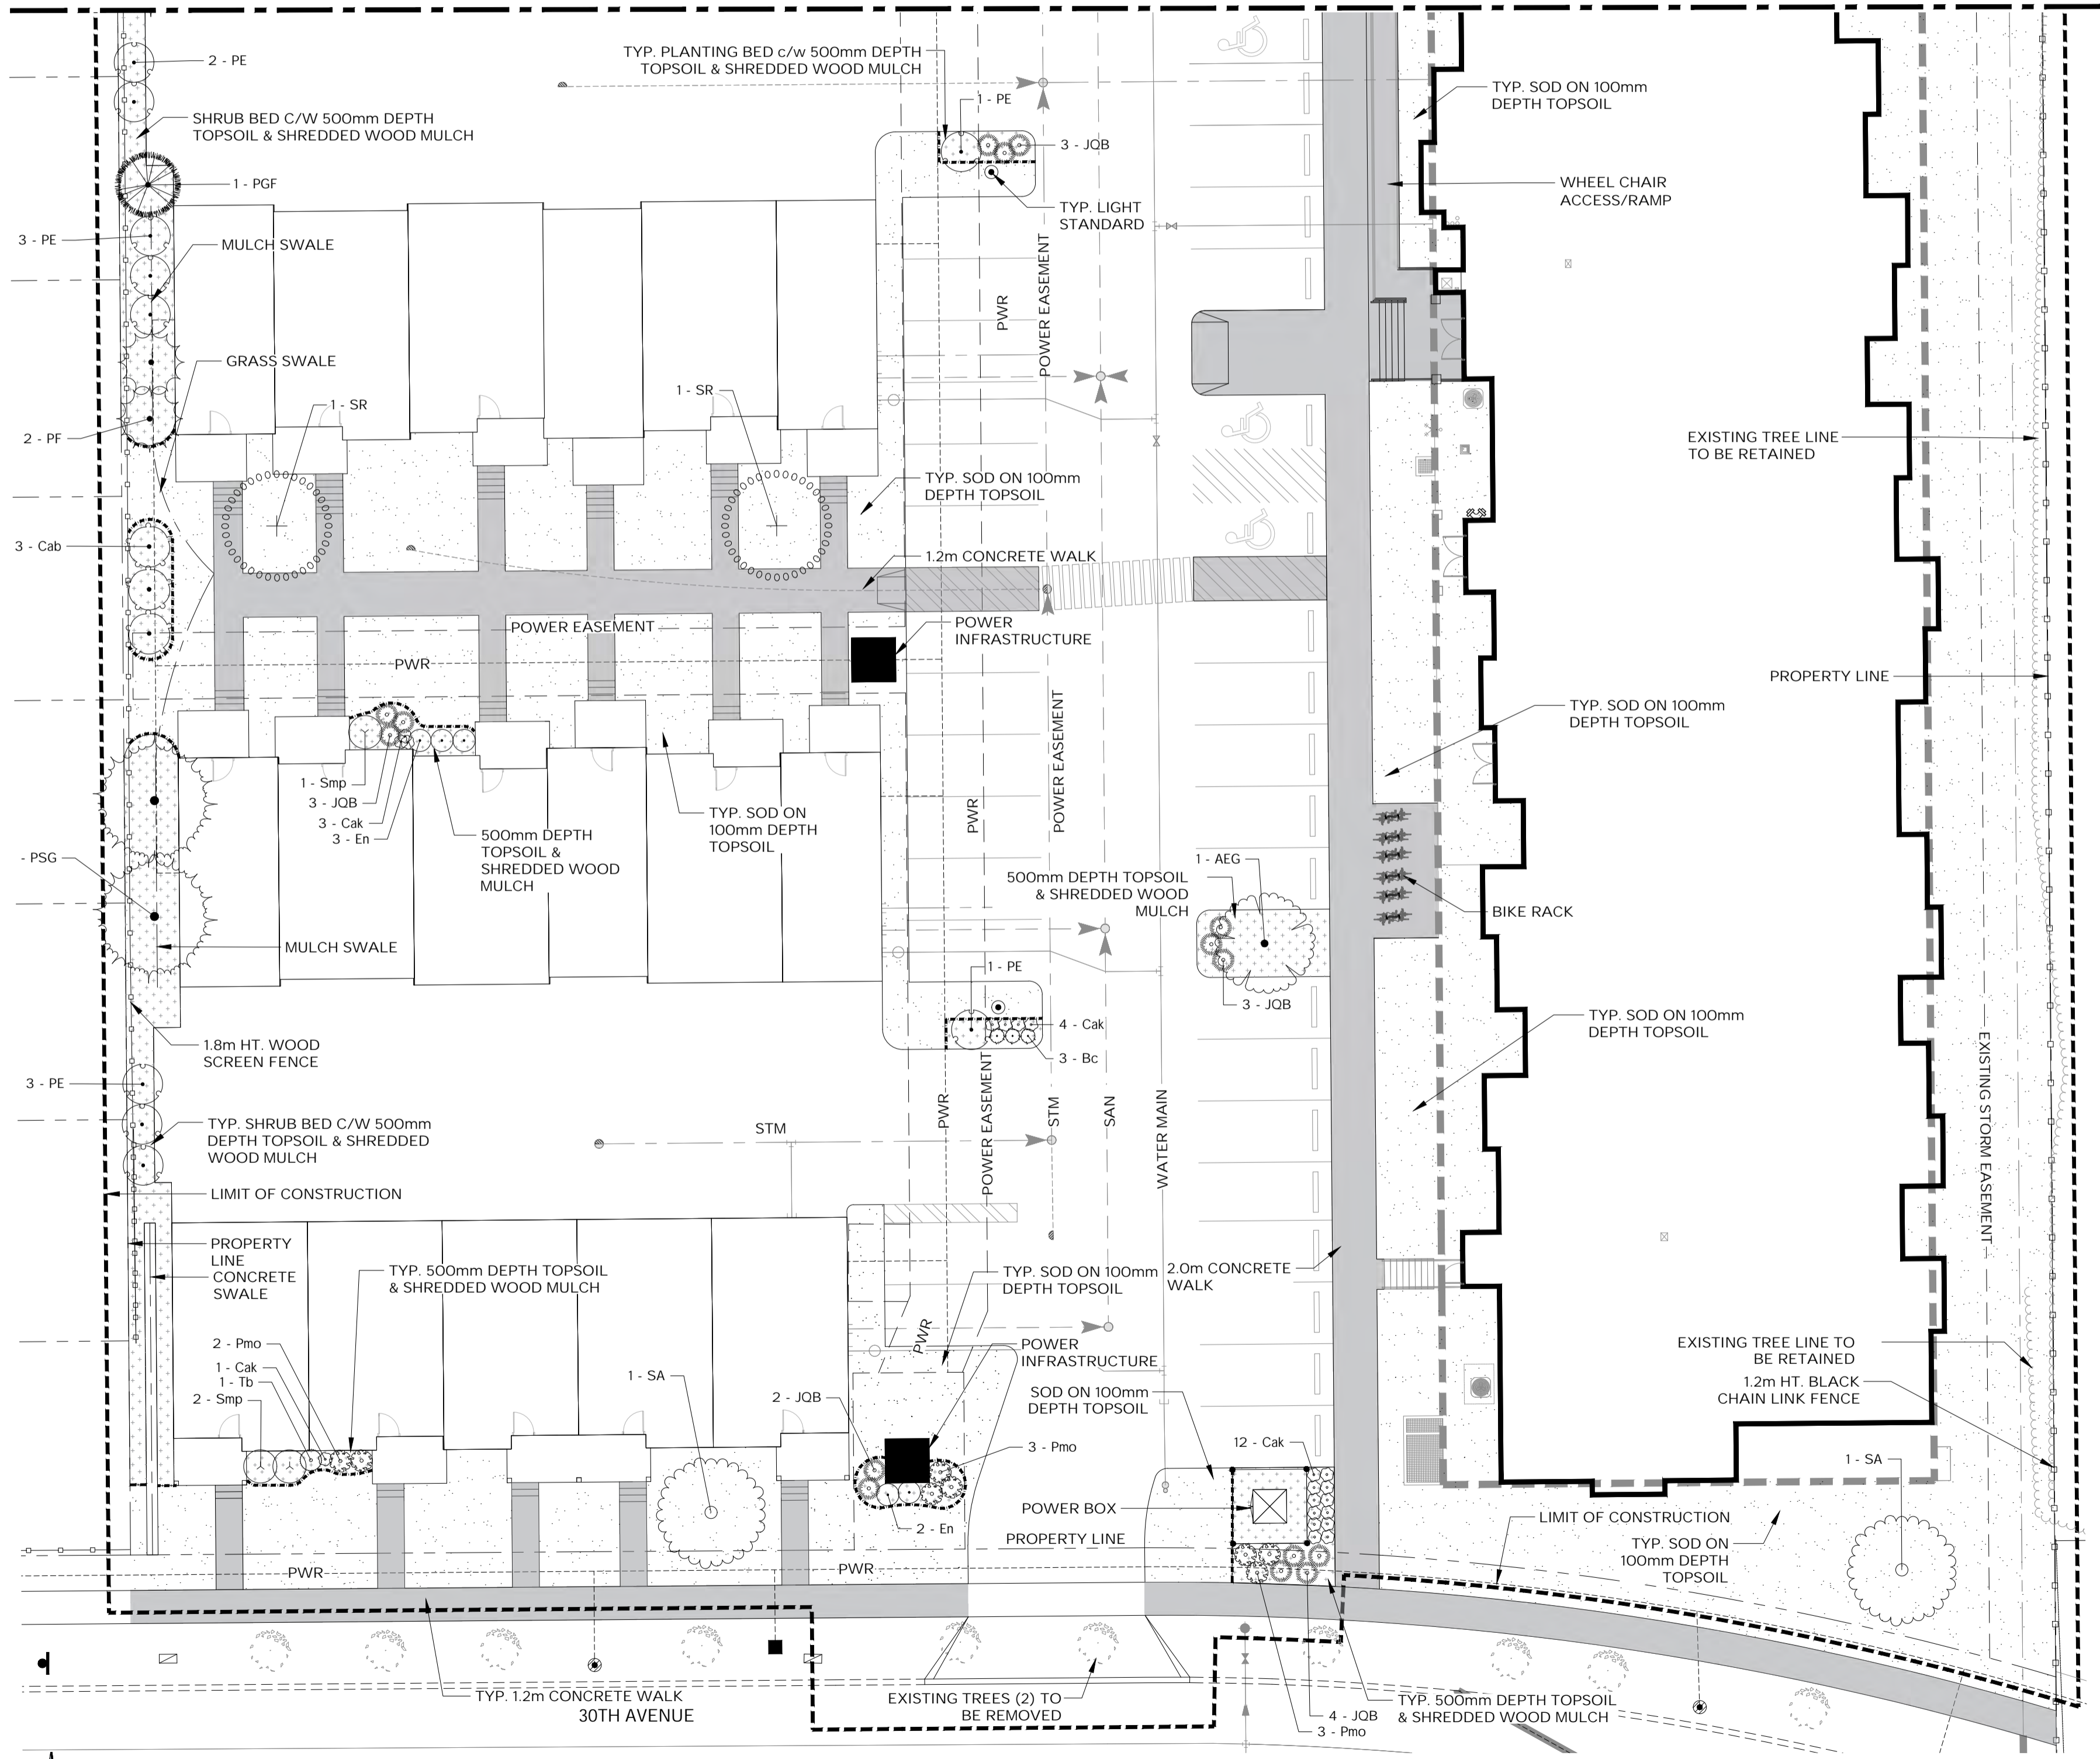 TYP. PLANTING BED c/w 500mm DEPTH
TOPSOIL & SHREDDED WOOD MULCH
2 - PE
SHRUB BED C/W 500mm DEPTH
TOPSOIL & SHREDDED WOOD MULCH
1 - PE
3 - JQB
TYP. SOD ON 100mm
DEPTH TOPSOIL
1 - PGF
WHEEL CHAIR
ACCESS/RAMP
TYP. LIGHT
STANDARD
3 - PE
MULCH SWALE
PWR
POWER EASEMENT
GRASS SWALE
1 - SR
1 - SR
2 - PF
EXISTING TREE LINE
TO BE RETAINED
TYP. SOD ON 100mm
DEPTH TOPSOIL
3 - Cab
1.2m CONCRETE WALK
POWER EASEMENT
POWER
INFRASTRUCTURE
PWR
PROPERTY LINE
TYP. SOD ON 100mm
DEPTH TOPSOIL
1 - Smp
3 - JQB
3 - Cak
3 - En
500mm DEPTH
TOPSOIL &
SHREDDED WOOD
MULCH
TYP. SOD ON
100mm DEPTH
TOPSOIL
PWR
POWER EASEMENT
- PSG
1 - AEG
500mm DEPTH TOPSOIL
& SHREDDED WOOD
MULCH
BIKE RACK
MULCH SWALE
1 - PE
3 - JQB
4 - Cak
3 - Bc
TYP. SOD ON 100mm
DEPTH TOPSOIL
1.8m HT. WOOD
SCREEN FENCE
3 - PE
TYP. SHRUB BED C/W 500mm
DEPTH TOPSOIL & SHREDDED
WOOD MULCH
STM
PWR
POWER EASEMENT
STM
SAN
WATER MAIN
EXISTING STORM EASEMENT
LIMIT OF CONSTRUCTION
PROPERTY
LINE
CONCRETE
SWALE
TYP. 500mm DEPTH TOPSOIL
& SHREDDED WOOD MULCH
TYP. SOD ON 100mm
DEPTH TOPSOIL
2.0m CONCRETE
WALK
2 - Pmo
1 - Cak
1 - Tb
2 - Smp
1 - SA
PWR
POWER
INFRASTRUCTURE
EXISTING TREE LINE TO
BE RETAINED
1.2m HT. BLACK
CHAIN LINK FENCE
2 - JQB
SOD ON 100mm
DEPTH TOPSOIL
3 - Pmo
12 - Cak
1 - SA
POWER BOX
2 - En
PROPERTY LINE
LIMIT OF CONSTRUCTION
TYP. SOD ON
100mm DEPTH
TOPSOIL
PWR
PWR
TYP. 1.2m CONCRETE WALK
30TH AVENUE
EXISTING TREES (2) TO
BE REMOVED
4 - JQB
3 - Pmo
TYP. 500mm DEPTH TOPSOIL
& SHREDDED WOOD MULCH